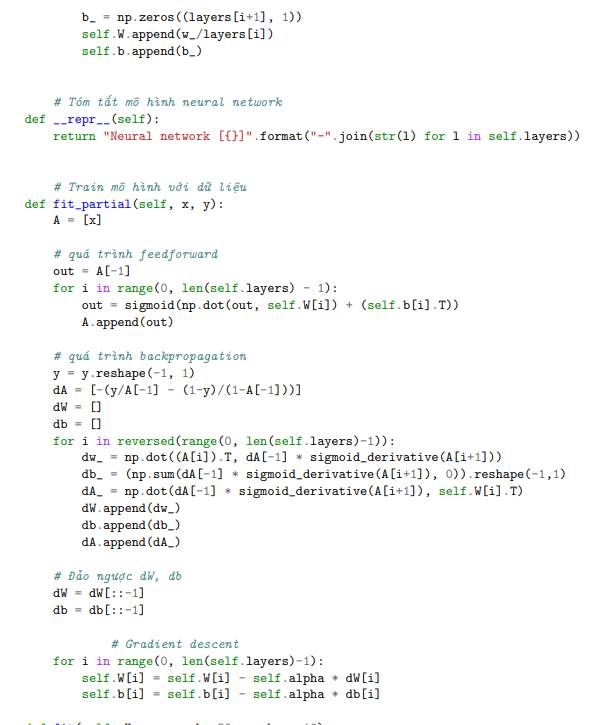 b_ = np.zeros((layers[i+1], 1))
self.W.append(w_/layers[i])
self.b.append(b_)
# Tóm tắt mô hình neural network
def __repr__(self):
return "Neural network [{}]".format("-".join(str(l) for l in self.layers))
# Train mô hình với dữ liệu
def fit_partial(self, x, y):
A = [x]
# quá trình feedforward
out = A[-1]
for i in range(0, len(self.layers) - 1):
out = sigmoid(np.dot(out, self.W[i]) + (self.b[i].T))
A.append(out)
# quá trình backpropagation
y = y.reshape(-1, 1)
dA = [-(y/A[-1] - (1-y)/(1-A[-1]))]
dW = []
db = []
for i in reversed(range(0, len(self.layers)-1)):
dw_ = np.dot((A[i]).T, dA[-1] * sigmoid_derivative(A[i+1]))
db_ = (np.sum(dA[-1] * sigmoid_derivative(A[i+1]), 0)).reshape(-1,1)
dA_ = np.dot(dA[-1] * sigmoid_derivative(A[i+1]), self.W[i].T)
dW.append(dw_)
db.append(db_)
dA.append(dA_)
# Đảo ngược dW, db
dW = dW[::-1]
db = db[::-1]
# Gradient descent
for i in range(0, len(self.layers)-1):
self.W[i] = self.W[i] - self.alpha * dW[i]
self.b[i] = self.b[i] - self.alpha * db[i]